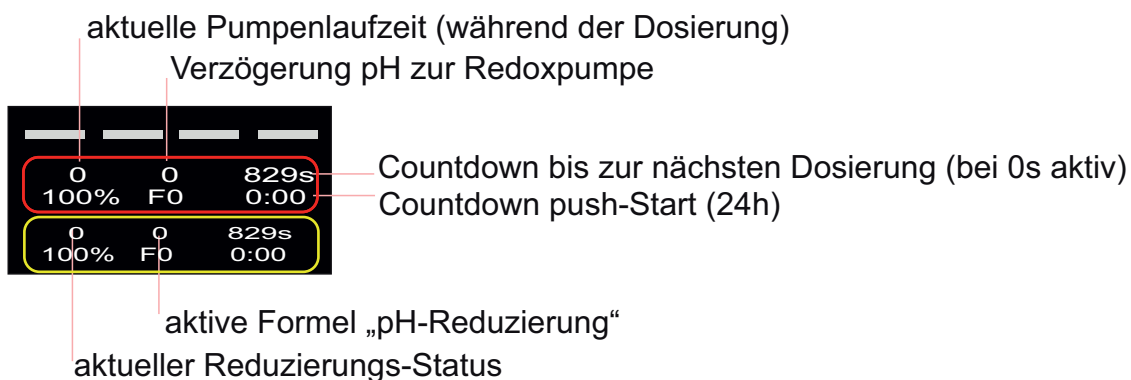 aktuelle Pumpenlaufzeit (während der Dosierung)
Verzögerung pH zur Redoxpumpe
0 0 829s
100% F0 0:00
Countdown bis zur nächsten Dosierung (bei 0s aktiv)
Countdown push-Start (24h)
0 0 829s
100% F0 0:00
aktive Formel „pH-Reduzierung“
aktueller Reduzierungs-Status